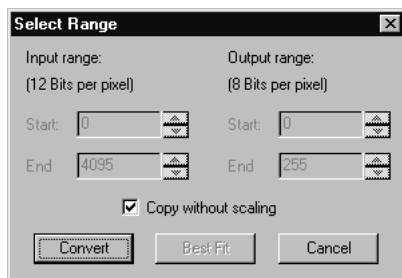 Select Range
Input range: Output range:
(12 Bits per pixel) (8 Bits per pixel)
Start: 0 Start: 0
End 4095 End 255
Copy without scaling
Convert Best Fit Cancel